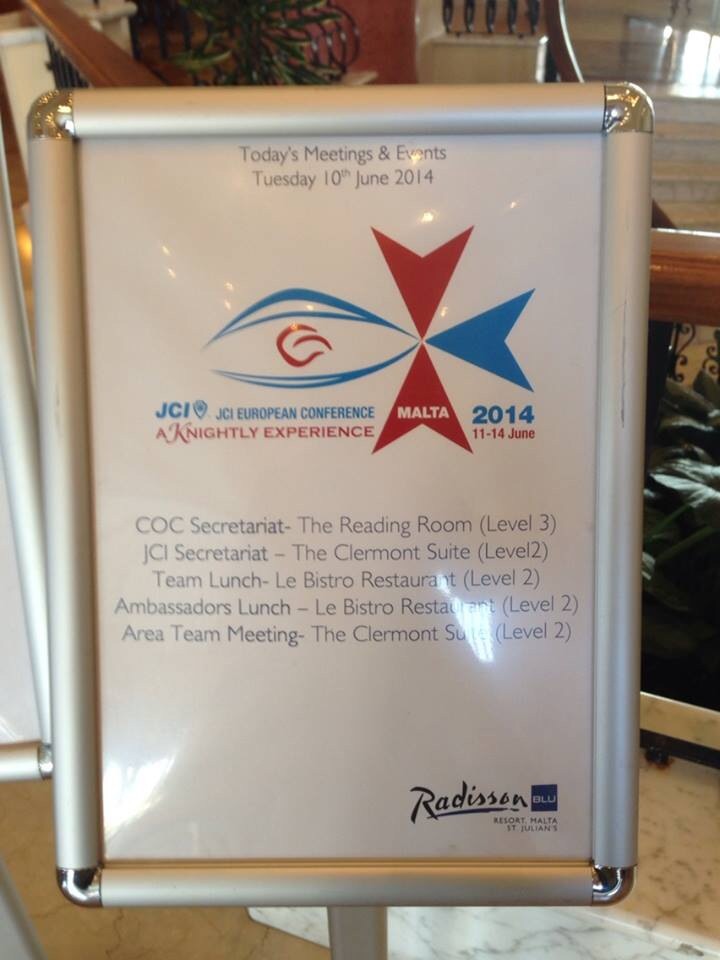 Today's Meetings & Events
Tuesday 10th June 2014
JCI JCI EUROPEAN CONFERENCE
A KNIGHTLY EXPERIENCE
MALTA
2014
11-14 June
COC Secretariat- The Reading Room (Level 3)
JCI Secretariat – The Clermont Suite (Level2)
Team Lunch- Le Bistro Restaurant (Level 2)
Ambassadors Lunch – Le Bistro Restaurant (Level 2)
Area Team Meeting- The Clermont Suite (Level 2)
Radisson BLU
RESORT, MALTA
ST. JULIAN'S